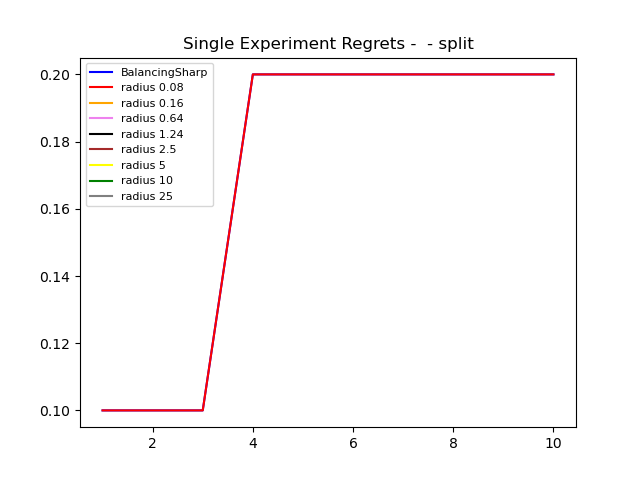 Single Experiment Regrets -  - split
BalancingSharp
radius 0.08
radius 0.16
radius 0.64
radius 1.24
radius 2.5
radius 5
radius 10
radius 25
0.20
0.18
0.16
0.14
0.12
0.10
2 4 6 8 10